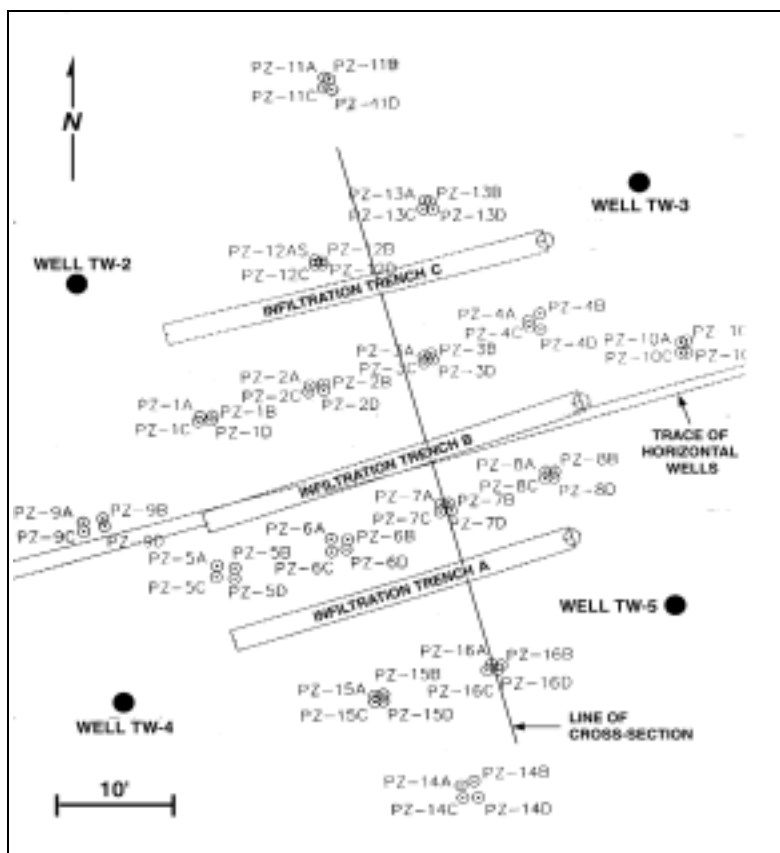 PZ-11A PZ-11B
PZ-11C PZ-11D
N
PZ-13A PZ-13B
PZ-13C PZ-13D
WELL TW-3
PZ-12AS PZ-12B
PZ-12C PZ-12D
WELL TW-2
INFILTRATION TRENCH C
PZ-4A PZ-4B
PZ-4C PZ-4D
PZ-10A
PZ-10C
PZ-3A PZ-3B
PZ-3C PZ-3D
PZ-2A PZ-2B
PZ-2C PZ-2D
PZ-1A PZ-1B
PZ-1C PZ-1D
TRACE OF
HORIZONTAL
WELLS
INFILTRATION TRENCH B
PZ-8A PZ-8B
PZ-8C PZ-8D
PZ-7A PZ-7B
PZ-7C PZ-7D
PZ-9A PZ-9B
PZ-9C PZ-9D
PZ-6A PZ-6B
PZ-6C PZ-6D
PZ-5A PZ-5B
PZ-5C PZ-5D
INFILTRATION TRENCH A
WELL TW-5
PZ-16A PZ-16B
PZ-16C PZ-16D
PZ-15A PZ-15B
PZ-15C PZ-15D
WELL TW-4
LINE OF
CROSS-SECTION
10'
PZ-14A PZ-14B
PZ-14C PZ-14D